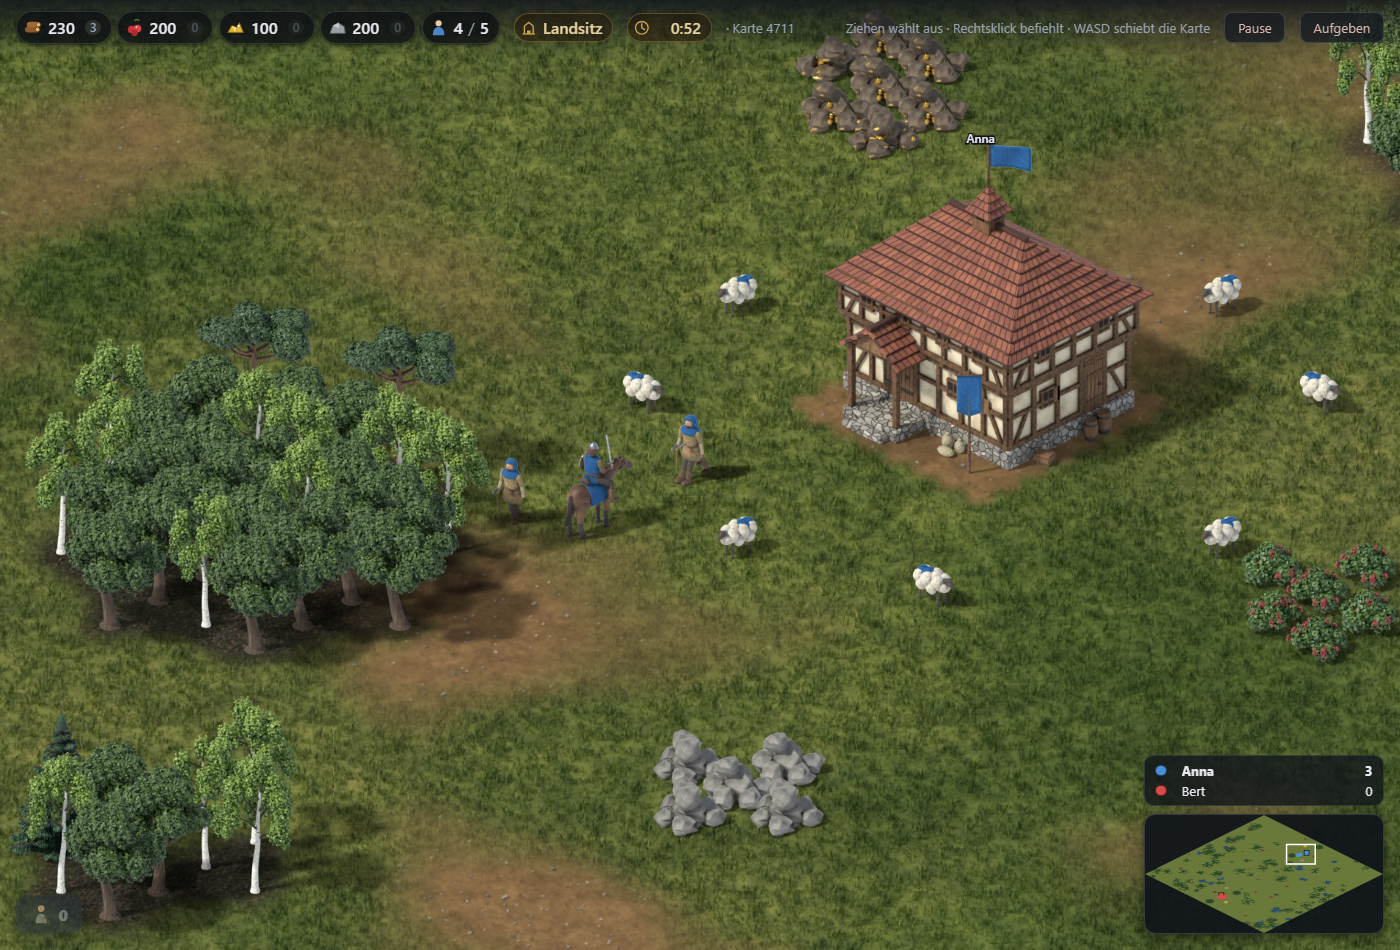 230 3 200 0 100 0 200 0 4 / 5 Landsitz 0:52 · Karte 4711 Ziehen wählt aus · Rechtsklick befiehlt · WASD schiebt die Karte Pause Aufgeben
Anna
Anna 3
Bert 0
0